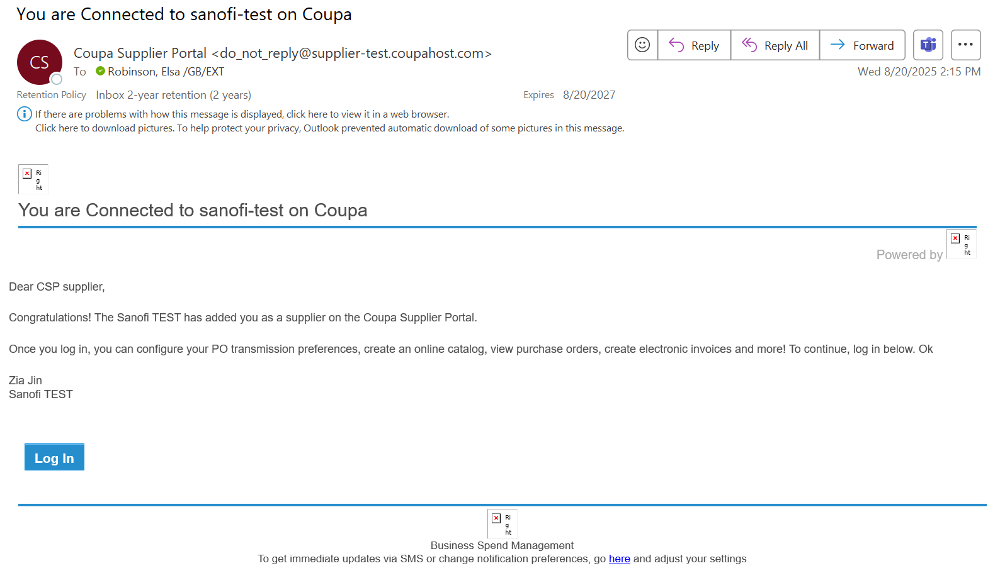 You are Connected to sanofi-test on Coupa
CS
Coupa Supplier Portal <do_not_reply@supplier-test.coupahost.com>
Reply
Reply All
Forward
To Robinson, Elsa /GB/EXT
Wed 8/20/2025 2:15 PM
Retention Policy Inbox 2-year retention (2 years)
Expires 8/20/2027
If there are problems with how this message is displayed, click here to view it in a web browser.
Click here to download pictures. To help protect your privacy, Outlook prevented automatic download of some pictures in this message.
Ri
g
ht
You are Connected to sanofi-test on Coupa
Powered by
Ri
g
ht
Dear CSP supplier,
Congratulations! The Sanofi TEST has added you as a supplier on the Coupa Supplier Portal.
Once you log in, you can configure your PO transmission preferences, create an online catalog, view purchase orders, create electronic invoices and more! To continue, log in below. Ok
Zia Jin
Sanofi TEST
Log In
Ri
g
ht
Business Spend Management
To get immediate updates via SMS or change notification preferences, go here and adjust your settings